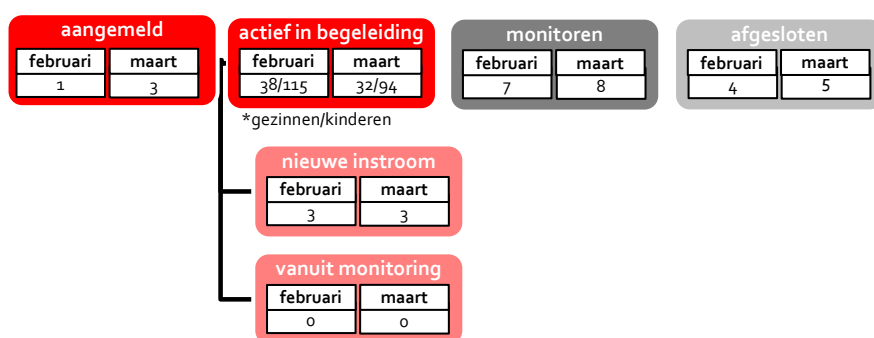 aangemeld
februari maart
1 3
actief in begeleiding
februari maart
38/115 32/94
*gezinnen/kinderen
monitoren
februari maart
7 8
afgesloten
februari maart
4 5
nieuwe instroom
februari maart
3 3
vanuit monitoring
februari maart
0 0